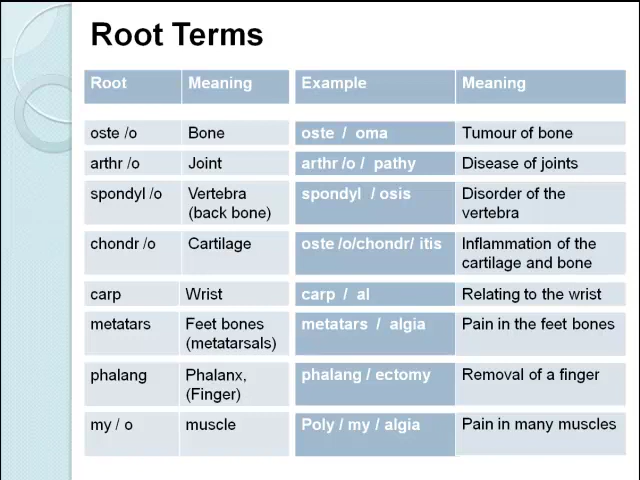 Root Terms
Root Meaning Example Meaning
oste /o Bone oste / oma Tumour of bone
arthr /o Joint arthr /o / pathy Disease of joints
spondyl /o Vertebra spondyl / osis Disorder of the
(back bone) vertebra
chondr /o Cartilage oste /o/chondr/ itis Inflammation of the
cartilage and bone
carp Wrist carp / al Relating to the wrist
metatars Feet bones metatars / algia Pain in the feet bones
(metatarsals)
phalang Phalanx, phalang / ectomy Removal of a finger
(Finger)
my / o muscle Poly / my / algia Pain in many muscles